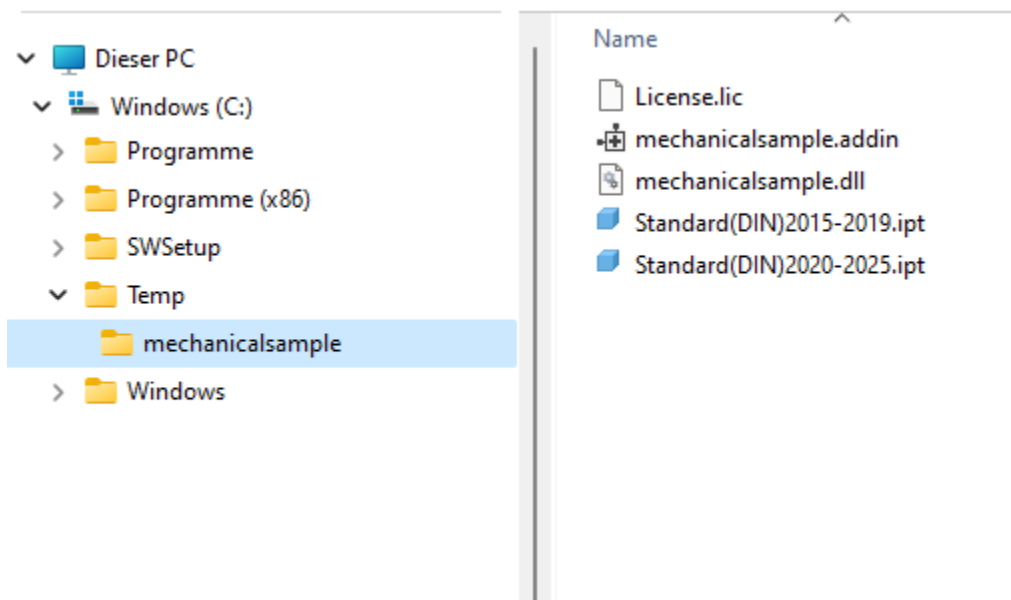 Dieser PC
Windows (C:)
Programme
Programme (x86)
SWSetup
Temp
mechanicalsample
Windows
Name
License.lic
mechanicalsample.addin
mechanicalsample.dll
Standard(DIN)2015-2019.ipt
Standard(DIN)2020-2025.ipt